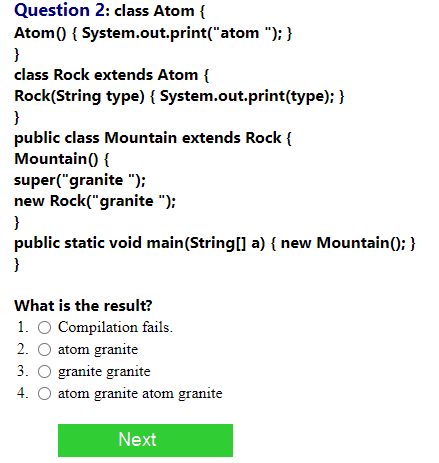 Question 2: class Atom {
Atom() { System.out.print("atom "); }
}
class Rock extends Atom {
Rock(String type) { System.out.print(type); }
}
public class Mountain extends Rock {
Mountain() {
super("granite ");
new Rock("granite ");
}
public static void main(String[] a) { new Mountain(); }
}
What is the result?
1. Compilation fails.
2. atom granite
3. granite granite
4. atom granite atom granite
Next